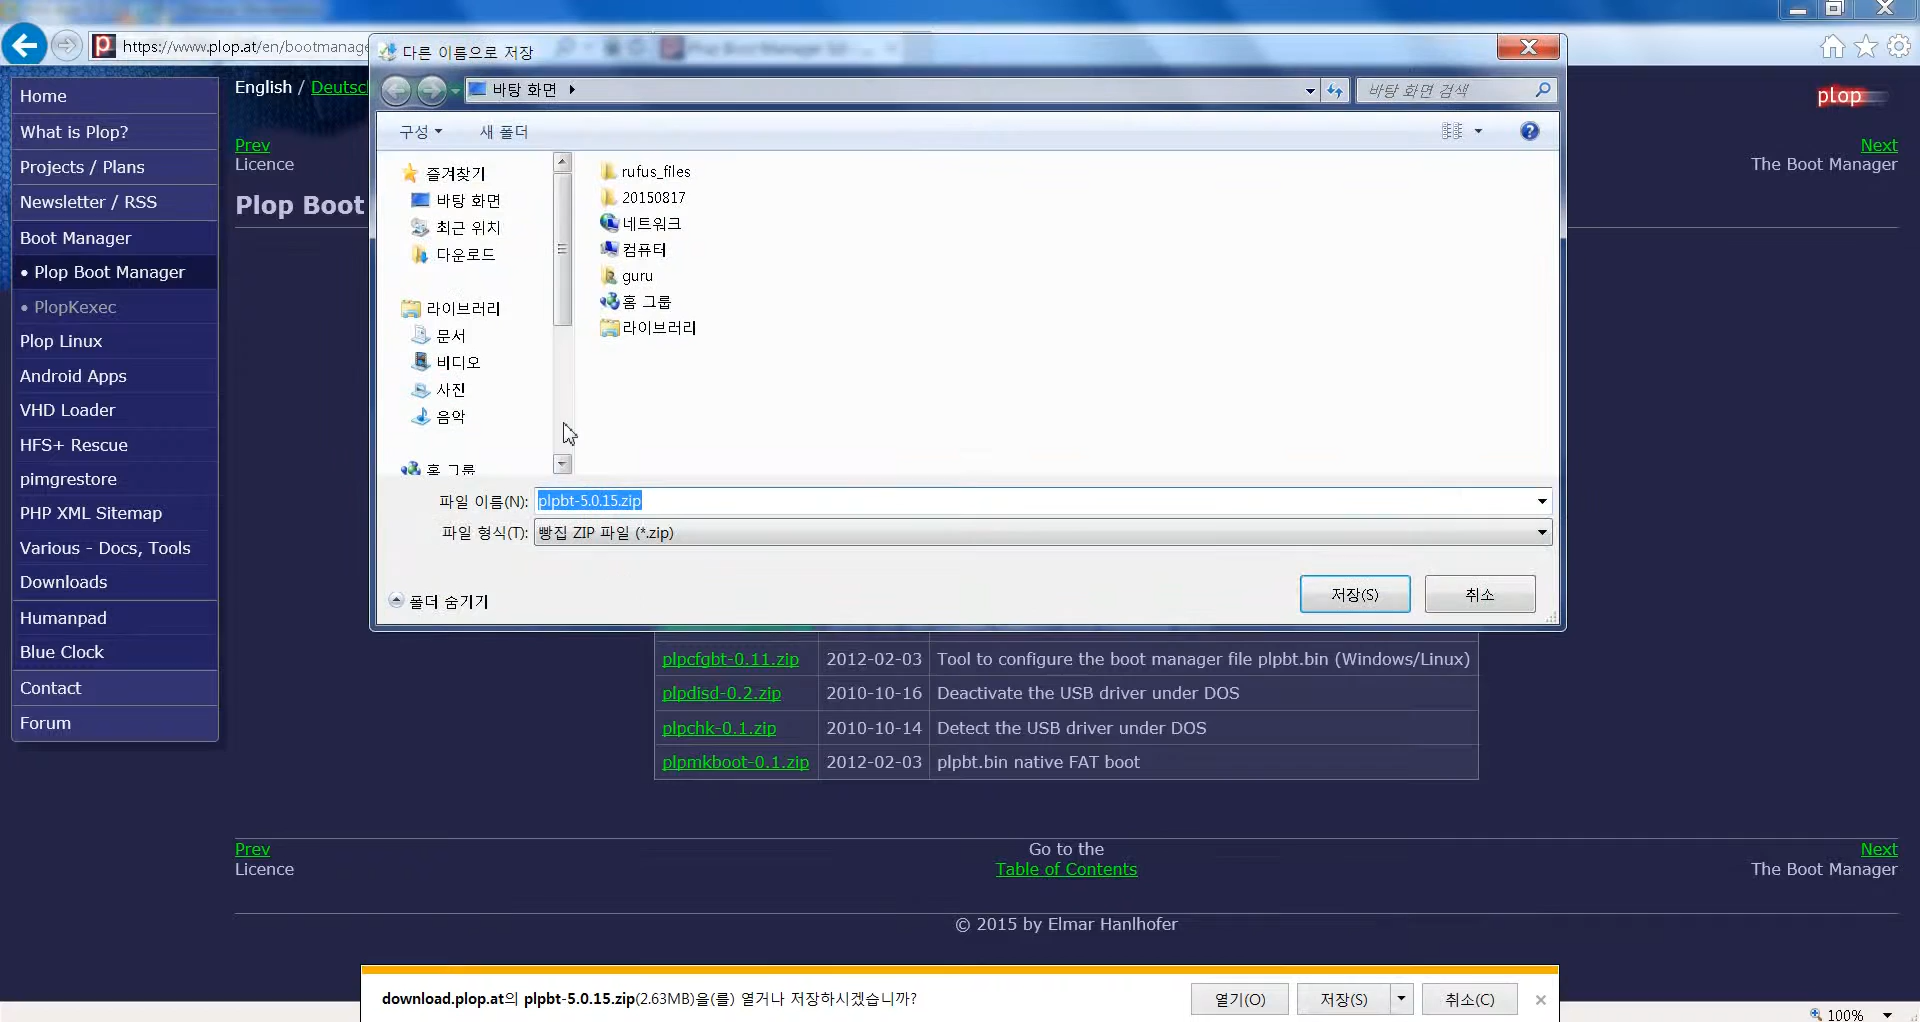 https://www.plop.at/en/bootmanage
다른 이름으로 저장
바탕 화면
바탕 화면 검색
구성
새 폴더
즐겨찾기
바탕 화면
최근 위치
다운로드
라이브러리
문서
비디오
사진
음악
홈 그룹
rufus_files
20150817
네트워크
컴퓨터
guru
홈 그룹
라이브러리
파일 이름(N): plpbt-5.0.15.zip
파일 형식(T): 빵집 ZIP 파일 (*.zip)
폴더 숨기기
저장(S)
취소
Home
What is Plop?
Projects / Plans
Newsletter / RSS
Boot Manager
• Plop Boot Manager
• PlopKexec
Plop Linux
Android Apps
VHD Loader
HFS+ Rescue
pimgrestore
PHP XML Sitemap
Various - Docs, Tools
Downloads
Humanpad
Blue Clock
Contact
Forum
English / Deutsc
plop
Prev
Licence
Next
The Boot Manager
Plop Boot
plpcfgbt-0.11.zip 2012-02-03 Tool to configure the boot manager file plpbt.bin (Windows/Linux)
plpdisd-0.2.zip 2010-10-16 Deactivate the USB driver under DOS
plpchk-0.1.zip 2010-10-14 Detect the USB driver under DOS
plpmkboot-0.1.zip 2012-02-03 plpbt.bin native FAT boot
Prev
Licence
Go to the
Table of Contents
Next
The Boot Manager
© 2015 by Elmar Hanlhofer
download.plop.at의 plpbt-5.0.15.zip(2.63MB)을(를) 열거나 저장하시겠습니까?
열기(O)
저장(S)
취소(C)
100%